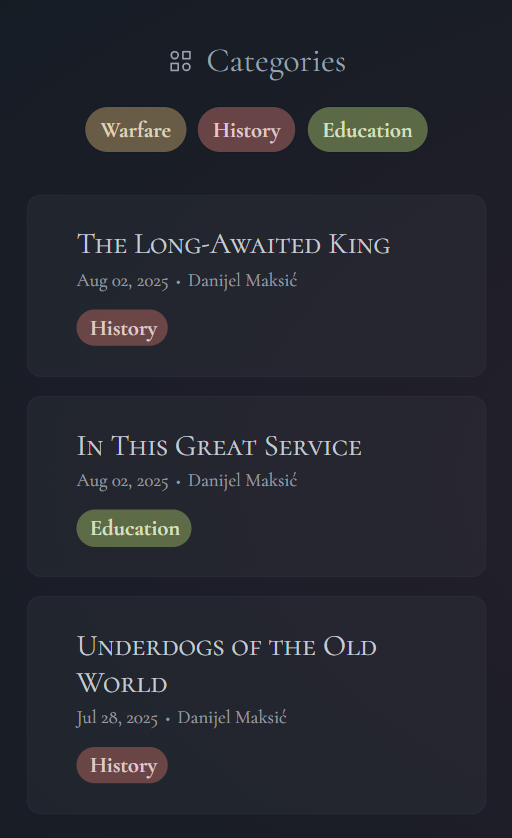 Categories
Warfare History Education
The Long-Awaited King
Aug 02, 2025 • Danijel Maksić
History
In This Great Service
Aug 02, 2025 • Danijel Maksić
Education
Underdogs of the Old
World
Jul 28, 2025 • Danijel Maksić
History